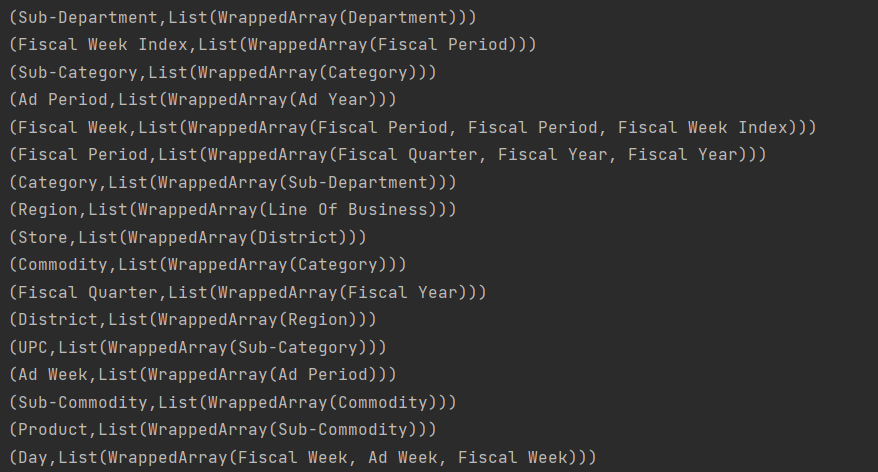 (Sub-Department,List(WrappedArray(Department)))
(Fiscal Week Index,List(WrappedArray(Fiscal Period)))
(Sub-Category,List(WrappedArray(Category)))
(Ad Period,List(WrappedArray(Ad Year)))
(Fiscal Week,List(WrappedArray(Fiscal Period, Fiscal Period, Fiscal Week Index)))
(Fiscal Period,List(WrappedArray(Fiscal Quarter, Fiscal Year, Fiscal Year)))
(Category,List(WrappedArray(Sub-Department)))
(Region,List(WrappedArray(Line Of Business)))
(Store,List(WrappedArray(District)))
(Commodity,List(WrappedArray(Category)))
(Fiscal Quarter,List(WrappedArray(Fiscal Year)))
(District,List(WrappedArray(Region)))
(UPC,List(WrappedArray(Sub-Category)))
(Ad Week,List(WrappedArray(Ad Period)))
(Sub-Commodity,List(WrappedArray(Commodity)))
(Product,List(WrappedArray(Sub-Commodity)))
(Day,List(WrappedArray(Fiscal Week, Ad Week, Fiscal Week)))